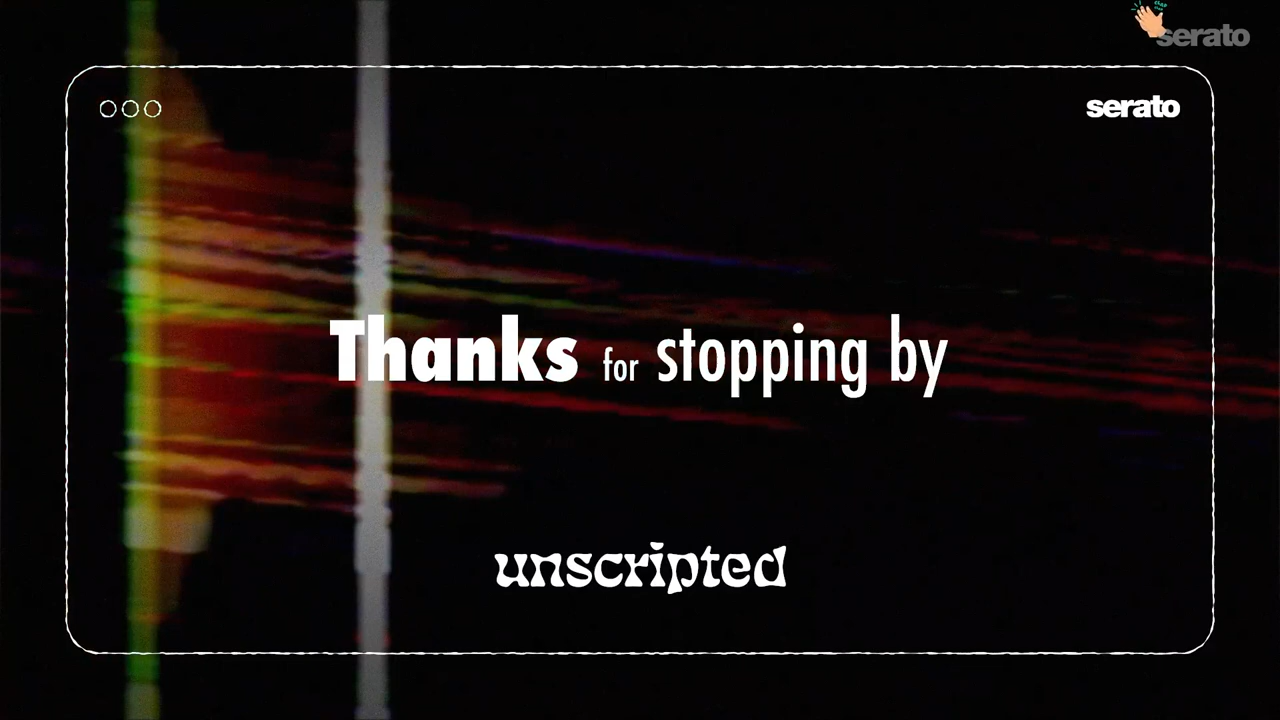 serato
serato
Thanks for stopping by
unscripted